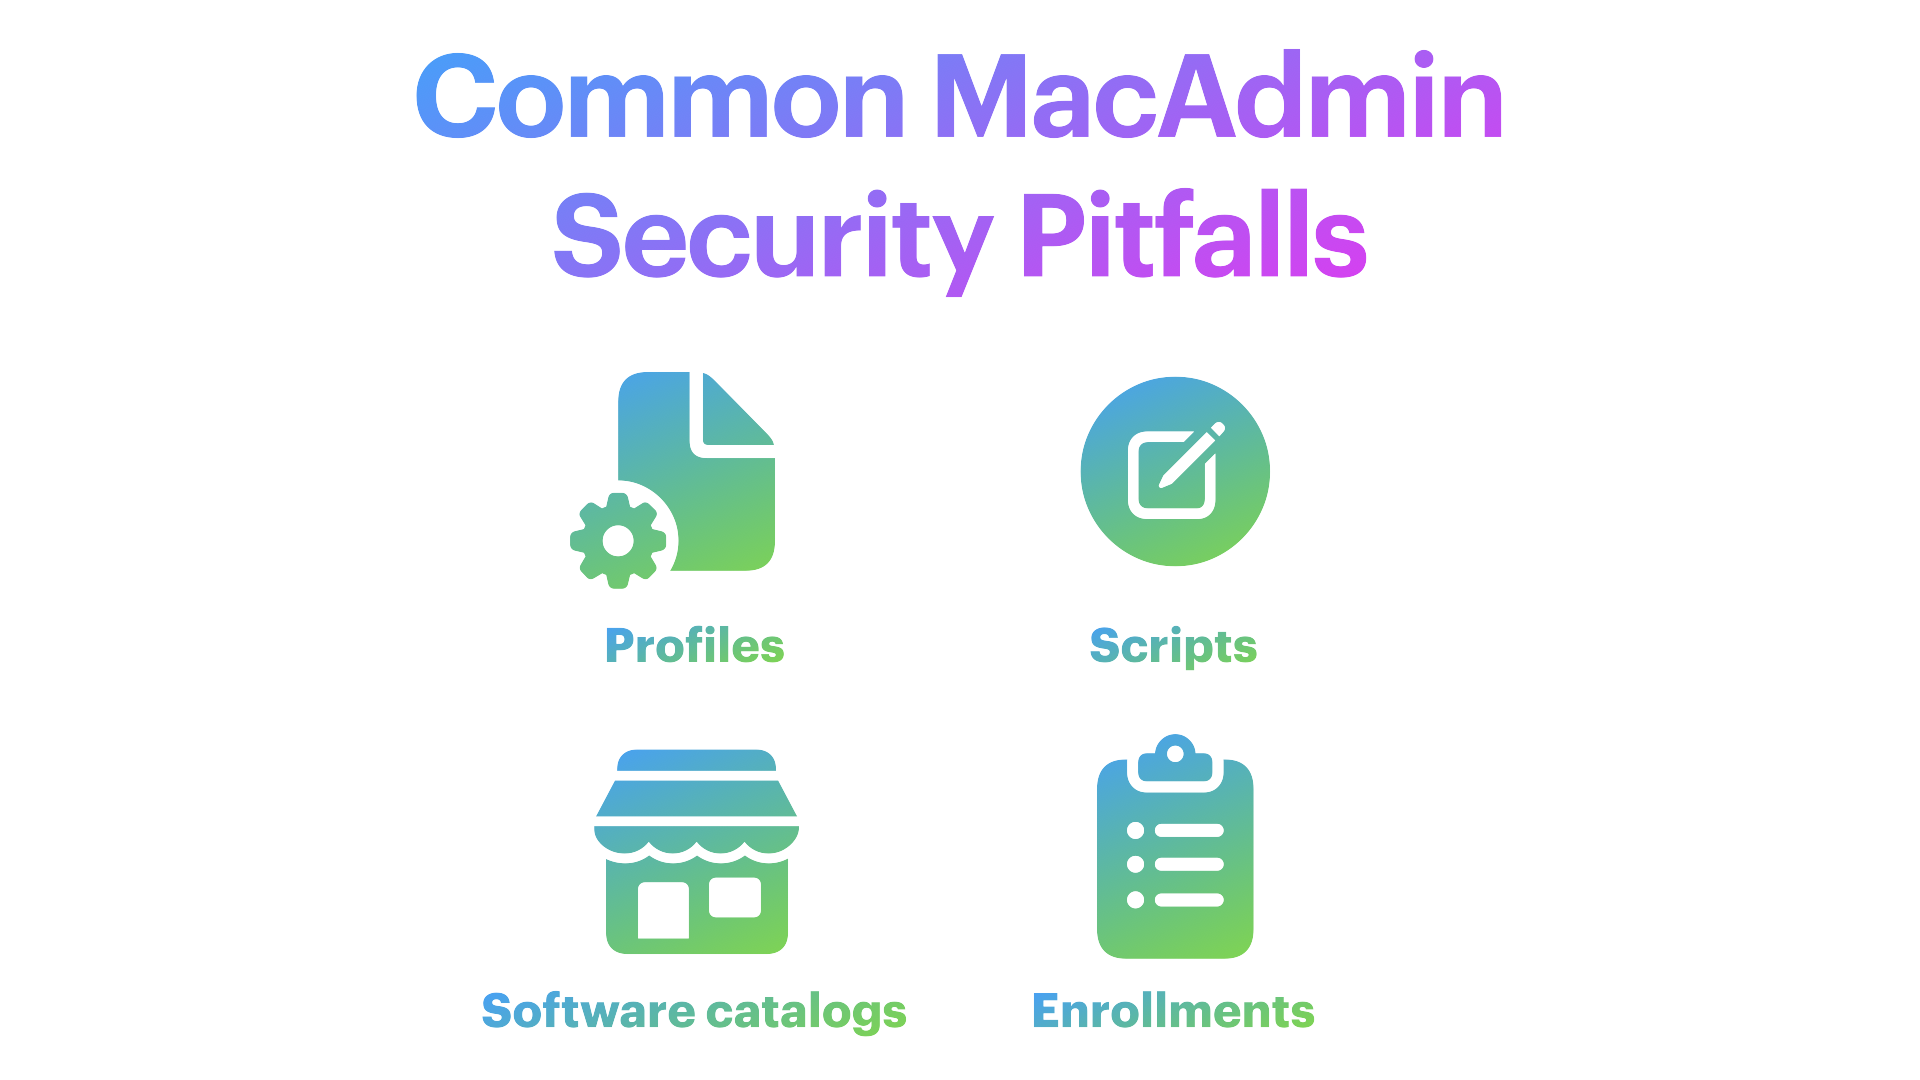 Common MacAdmin
Security Pitfalls
Profiles
Scripts
Software catalogs
Enrollments